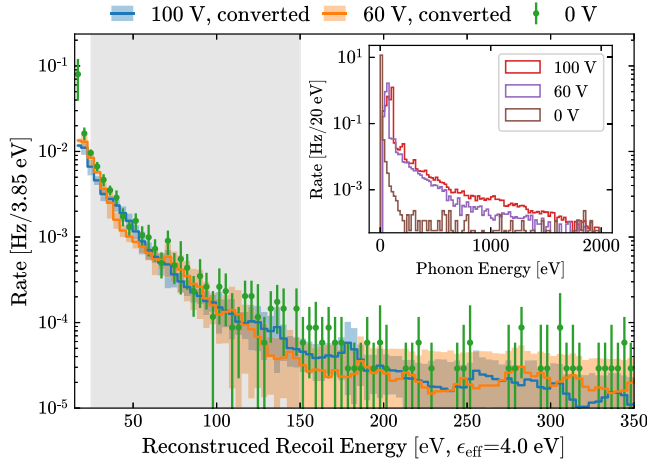 100 V, converted 60 V, converted 0 V
Rate [Hz/3.85 eV]
10⁻¹
10⁻²
10⁻³
10⁻⁴
10⁻⁵
50 100 150 200 250 300 350
Reconstruced Recoil Energy [eV, ϵeff=4.0 eV]
Rate [Hz/20 eV]
10¹
10⁻¹
10⁻³
100 V
60 V
0 V
0 1000 2000
Phonon Energy [eV]